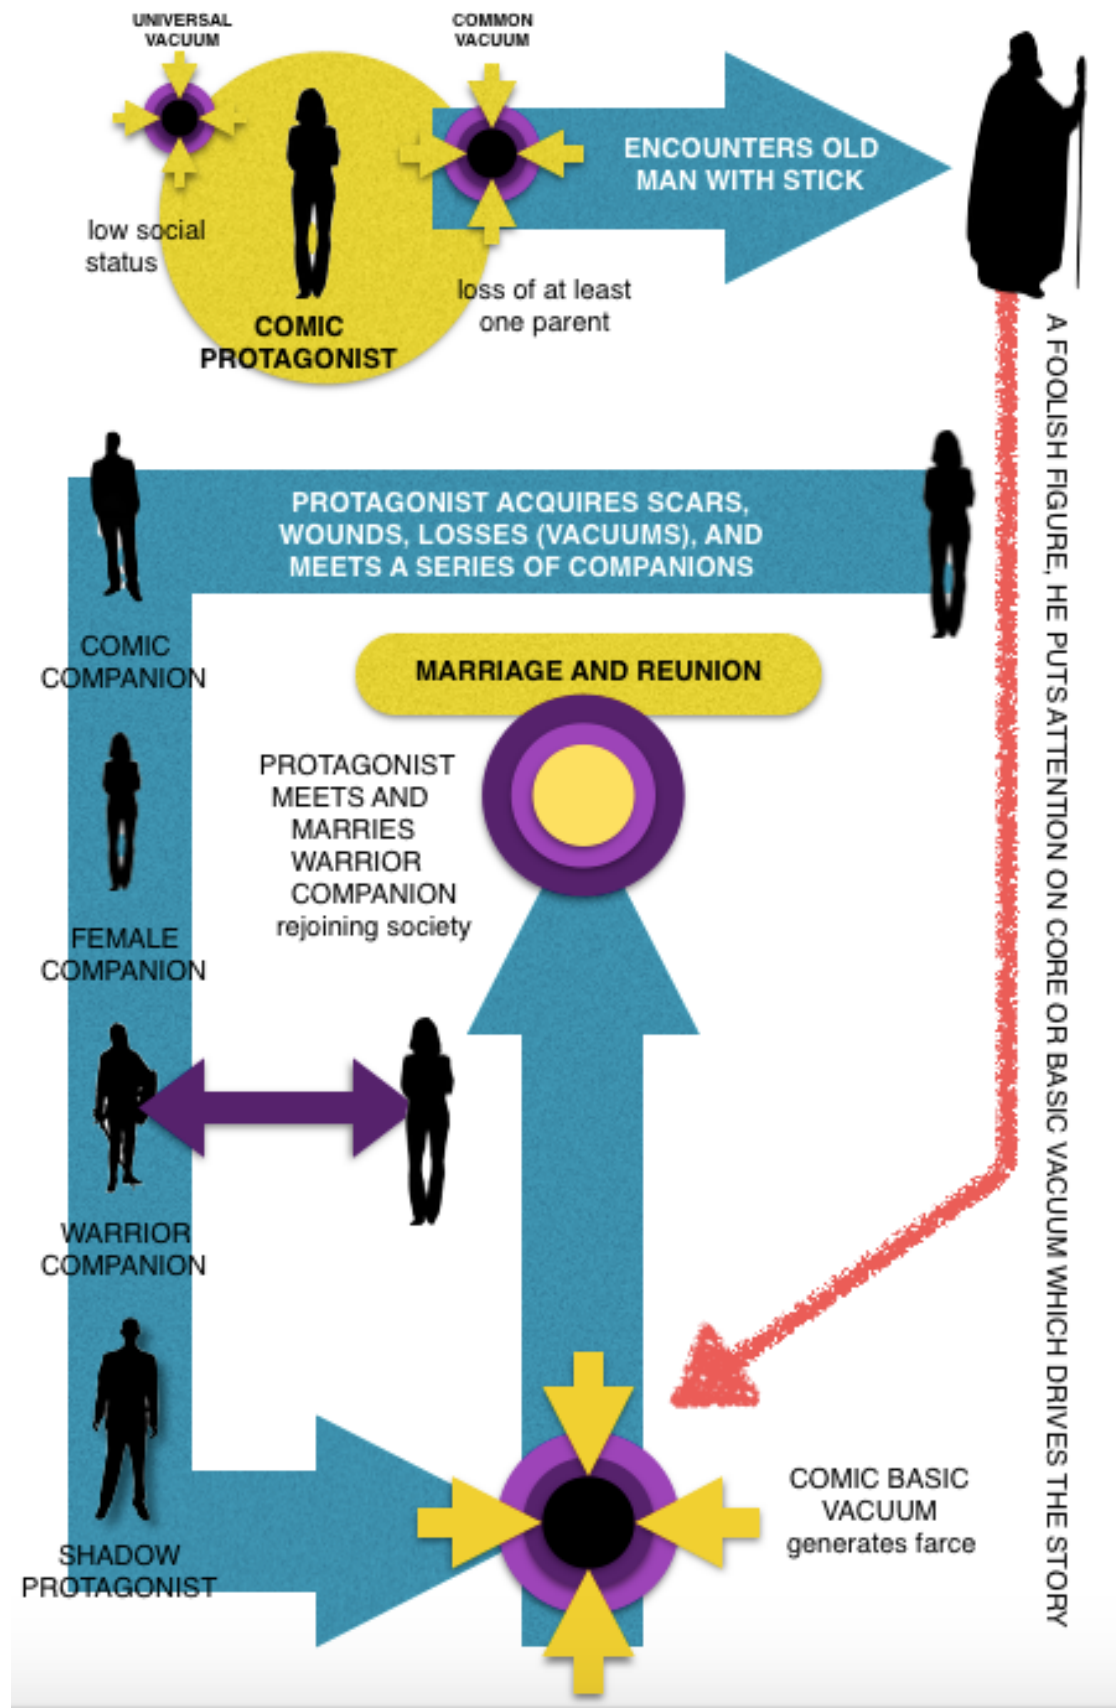 UNIVERSAL
VACUUM
COMMON
VACUUM
ENCOUNTERS OLD
MAN WITH STICK
low social
status
loss of at least
one parent
COMIC
PROTAGONIST
A FOOLISH FIGURE, HE PUTS ATTENTION ON CORE OR BASIC VACUUM WHICH DRIVES THE STORY
PROTAGONIST ACQUIRES SCARS,
WOUNDS, LOSSES (VACUUMS), AND
MEETS A SERIES OF COMPANIONS
COMIC
COMPANION
MARRIAGE AND REUNION
PROTAGONIST
MEETS AND
MARRIES
WARRIOR
COMPANION
rejoining society
FEMALE
COMPANION
WARRIOR
COMPANION
SHADOW
PROTAGONIST
COMIC BASIC
VACUUM
generates farce